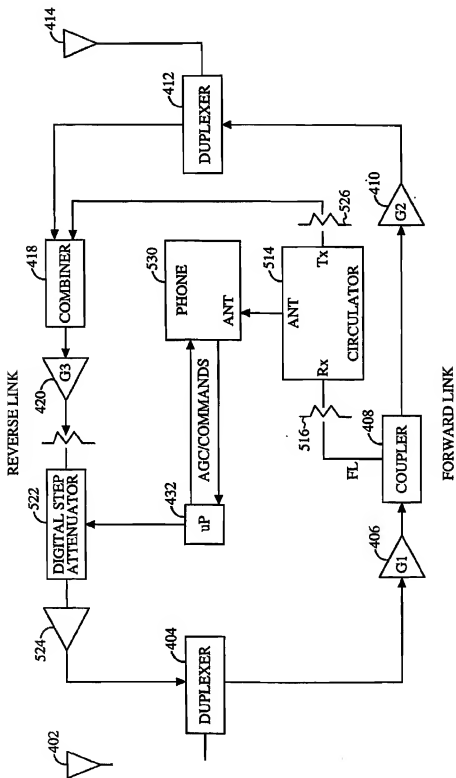 REVERSE LINK
402
524
522
DIGITAL STEP
ATTENUATOR
420
G3
418
COMBINER
414
412
DUPLEXER
432
uP
AGC/COMMANDS
530
PHONE
ANT
526
514
ANT
Tx
Rx
CIRCULATOR
516
FL
404
DUPLEXER
406
G1
408
COUPLER
410
G2
FORWARD LINK